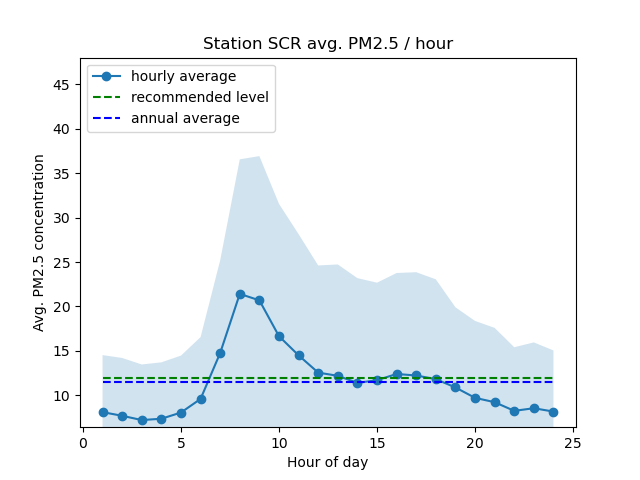 Station SCR avg. PM2.5 / hour
hourly average
recommended level
annual average
Avg. PM2.5 concentration
45
40
35
30
25
20
15
10
0 5 10 15 20 25
Hour of day